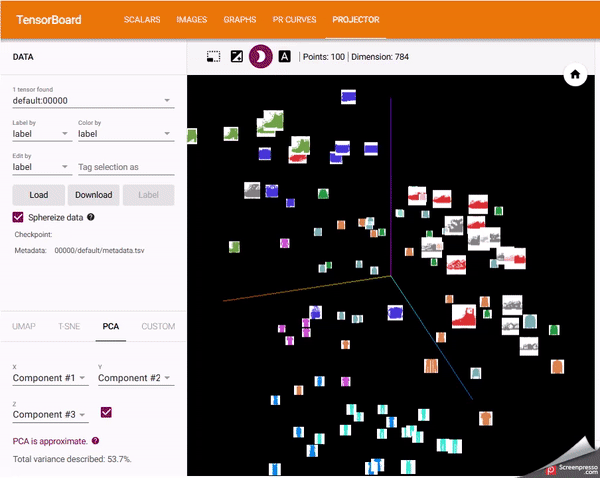 TensorBoard SCALARS IMAGES GRAPHS PR CURVES PROJECTOR
DATA
A Points: 100 Dimension: 784
1 tensor found
default:00000
Label by Color by
label label
Edit by
label Tag selection as
Load Download Label
Sphereize data
Checkpoint:
Metadata: 00000/default/metadata.tsv
UMAP T-SNE PCA CUSTOM
X Y
Component #1 Component #2
Z
Component #3
PCA is approximate.
Total variance described: 53.7%.
Screenpresso
.com